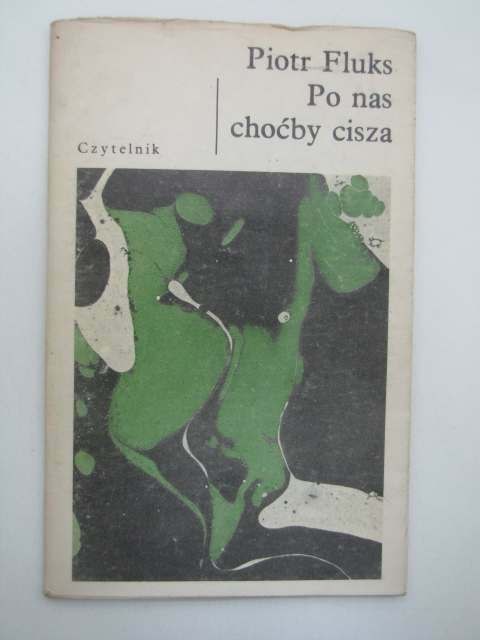 Piotr Fluks
Po nas
choćby cisza
Czytelnik